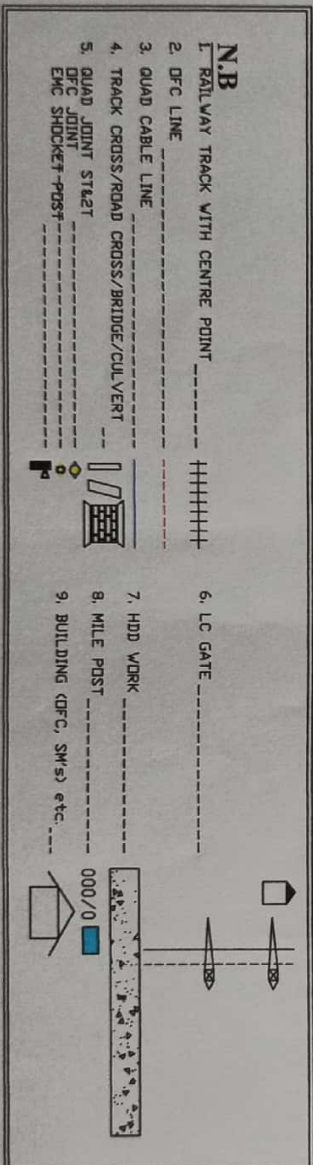 N.B
1. RAILWAY TRACK WITH CENTRE POINT
2. OFC LINE
3. QUAD CABLE LINE
4. TRACK CROSS/ROAD CROSS/BRIDGE/CULVERT
5. QUAD JOINT ST&2T
OFC JOINT
EMC SHOCKET-POST
6. LC GATE
7. HDD WORK
8. MILE POST
000/0
9. BUILDING (OFC, SM's) etc.